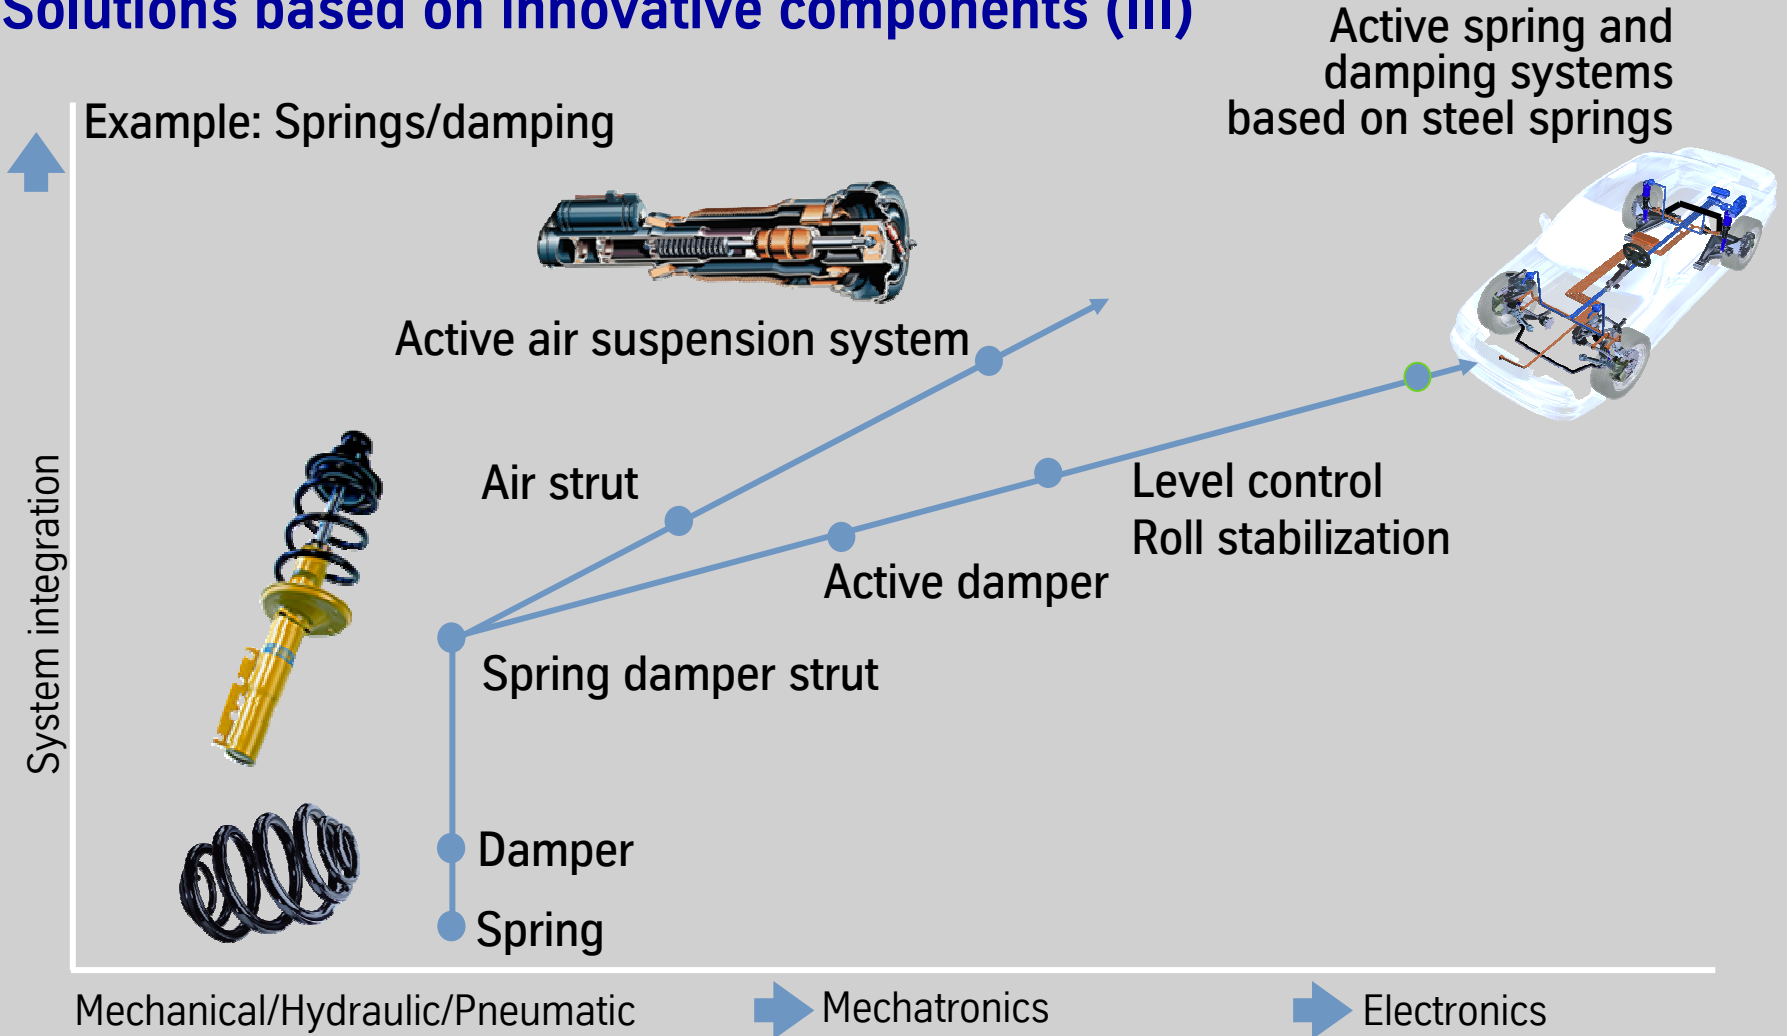 Solutions based on innovative components (III)
Active spring and
damping systems
based on steel springs
Example: Springs/damping
Active air suspension system
Air strut
Level control
Roll stabilization
Active damper
Spring damper strut
Damper
Spring
System integration
Mechanical/Hydraulic/Pneumatic
Mechatronics
Electronics